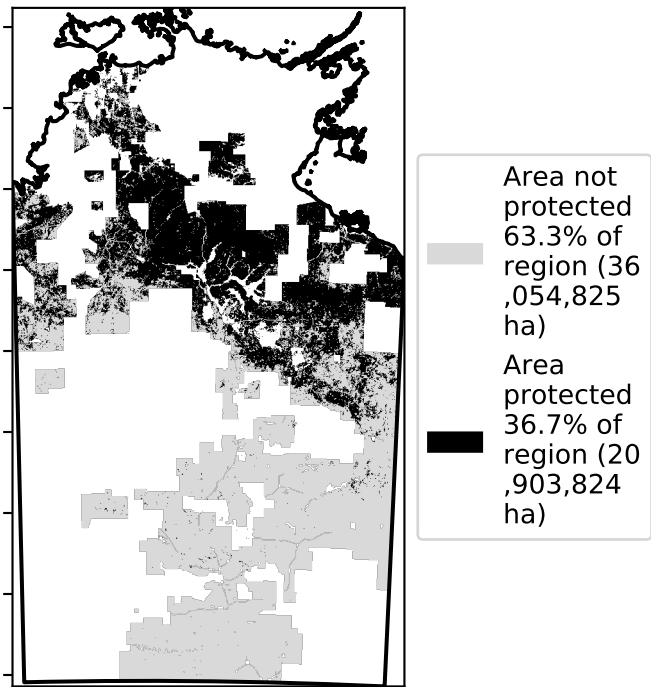 Area not
protected
63.3% of
region (36
,054,825
ha)
Area
protected
36.7% of
region (20
,903,824
ha)